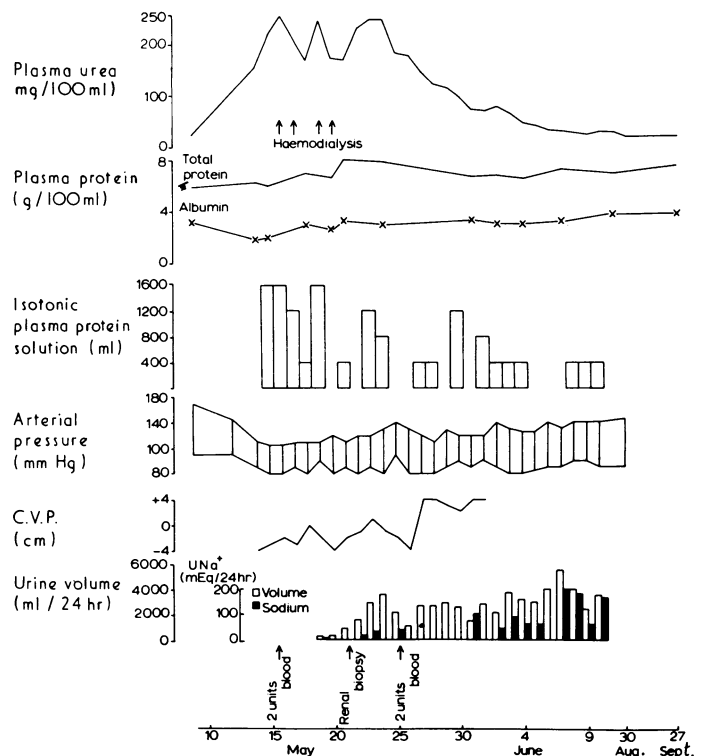 250
200
Plasma urea
mg/100ml)
100
0
Haemodialysis
8
Total
protein
Plasma protein
(g/100ml)
Albumin
4
0
1600
Isotonic
plasma protein
solution (ml)
1200
800
400
180
Arterial
pressure
(mm Hg)
140
100
80
+4
C.V.P.
(cm)
0
-4
6000
UNa+
(mEq/24hr)
Urine volume
(ml / 24 hr)
4000
200
Volume
2000
100
Sodium
0
0
2 units
blood
Renal
biopsy
2 units
blood
10 15 20 25 30 4 9 30 27
May June Aug. Sept.